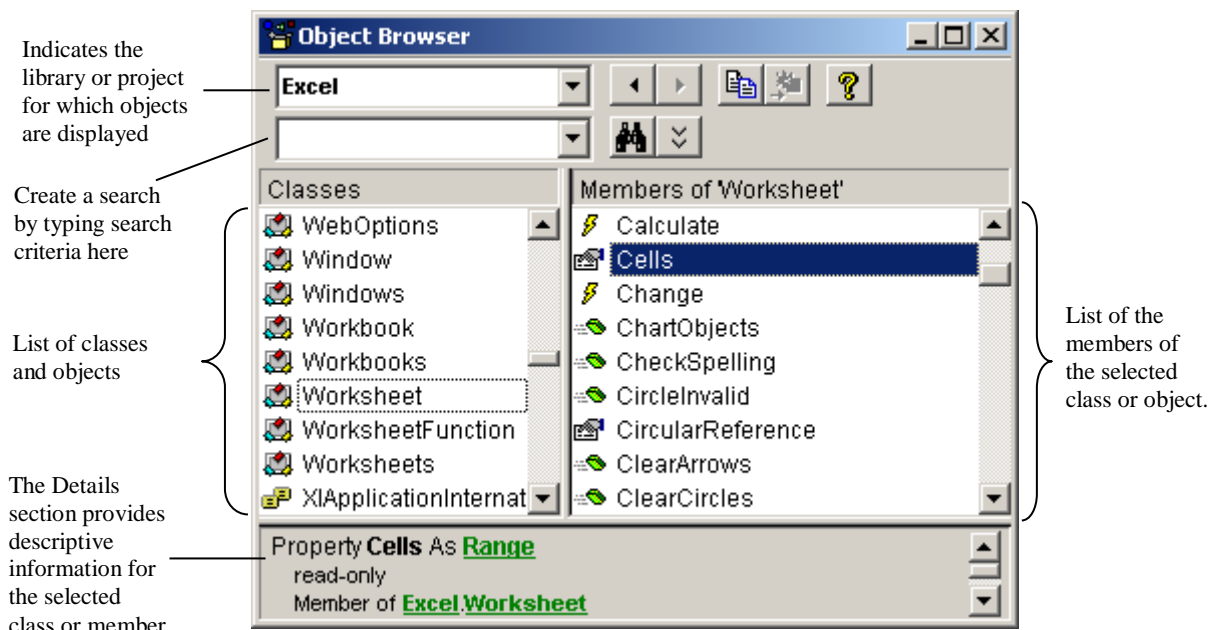 Indicates the
library or project
for which objects
are displayed
Create a search
by typing search
criteria here
List of classes
and objects
The Details
section provides
descriptive
information for
the selected
class or member
Object Browser
Excel
Classes
WebOptions
Window
Windows
Workbook
Workbooks
Worksheet
WorksheetFunction
Worksheets
XlApplicationInternat
Members of 'Worksheet'
Calculate
Cells
Change
ChartObjects
CheckSpelling
CircleInvalid
CircularReference
ClearArrows
ClearCircles
Property Cells As Range
read-only
Member of Excel.Worksheet
List of the
members of
the selected
class or object.